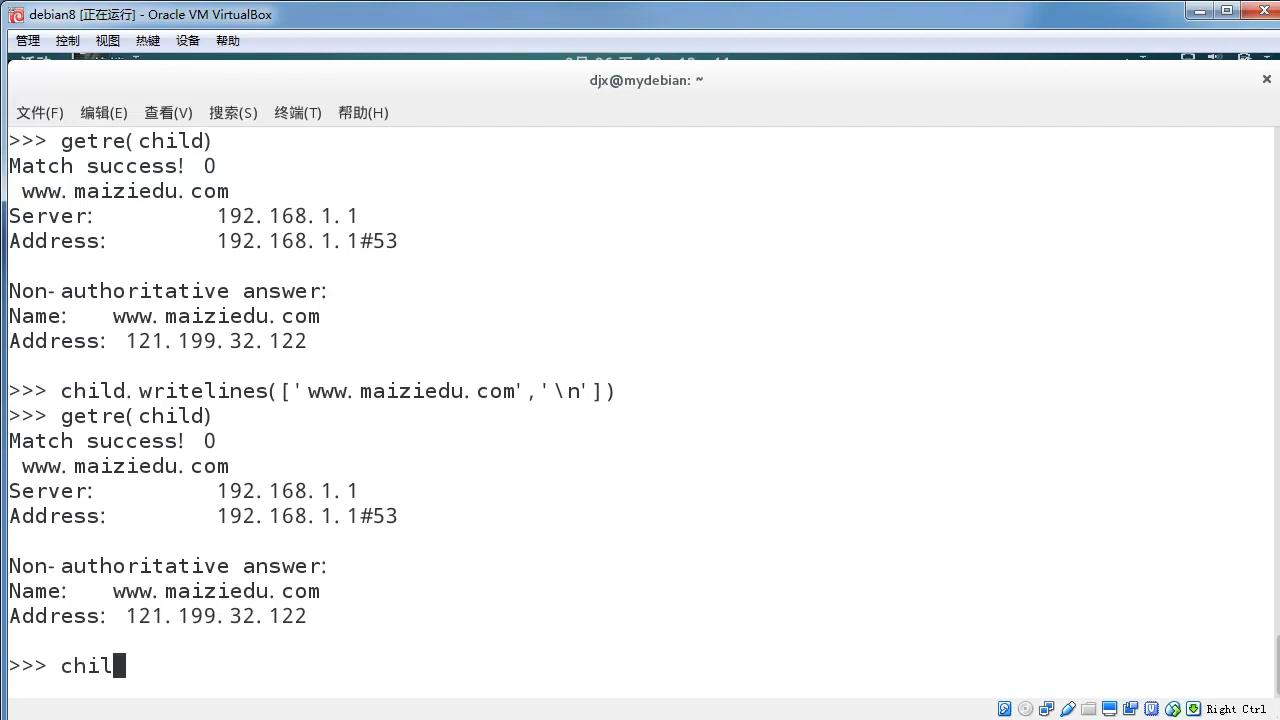 debian8 [正在运行] - Oracle VM VirtualBox
管理 控制 视图 热键 设备 帮助
djx@mydebian: ~
文件(F) 编辑(E) 查看(V) 搜索(S) 终端(T) 帮助(H)
>>> getre(child)
Match success! 0
www.maiziedu.com
Server: 192.168.1.1
Address: 192.168.1.1#53
Non-authoritative answer:
Name: www.maiziedu.com
Address: 121.199.32.122
>>> child.writelines(['www.maiziedu.com','\n'])
>>> getre(child)
Match success! 0
www.maiziedu.com
Server: 192.168.1.1
Address: 192.168.1.1#53
Non-authoritative answer:
Name: www.maiziedu.com
Address: 121.199.32.122
>>> chil
Right Ctrl